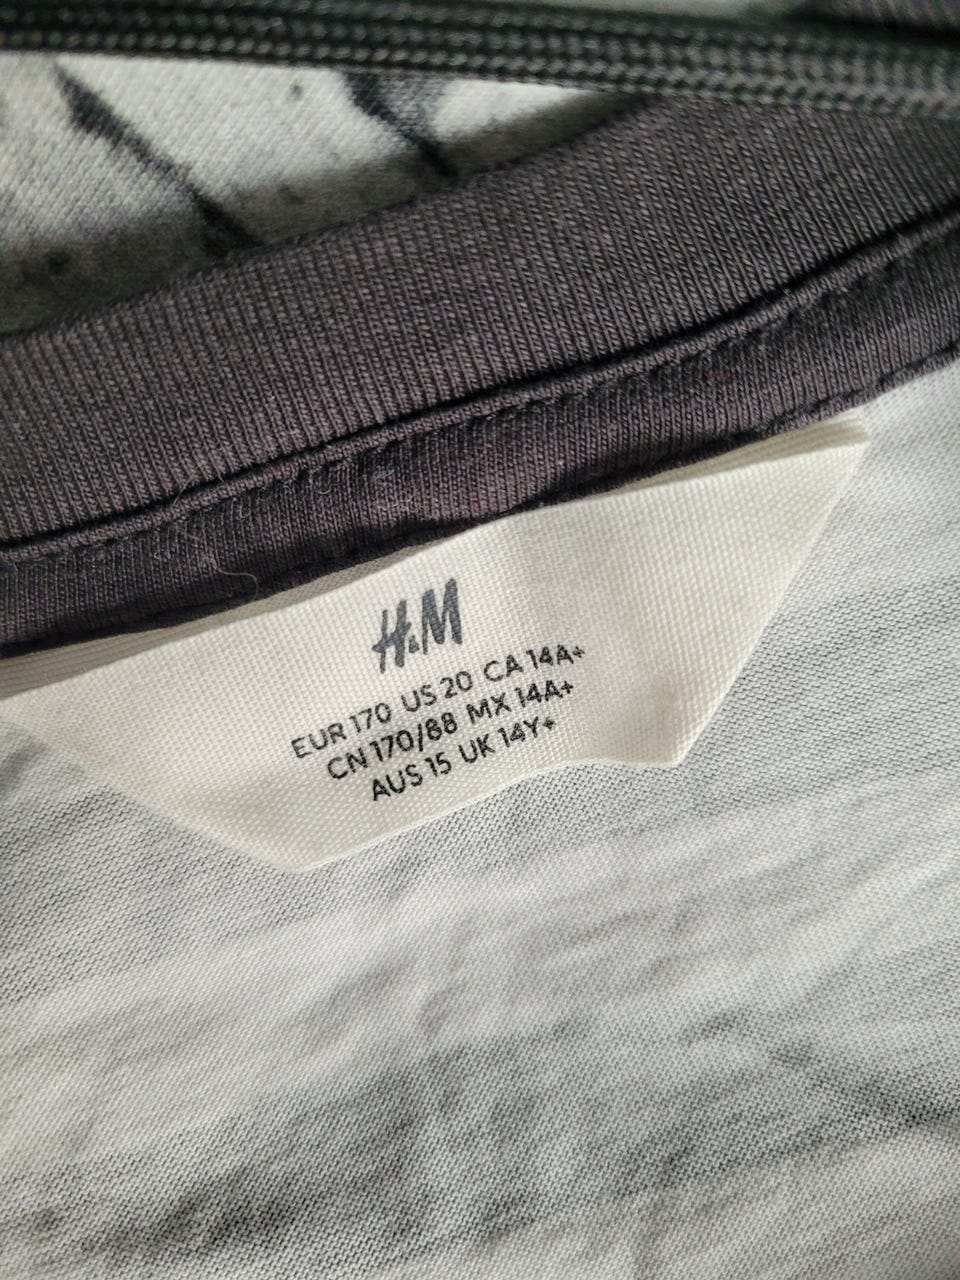 H&M
EUR 170 US 20 CA 14A+
CN 170/88 MX 14A+
AUS 15 UK 14Y+